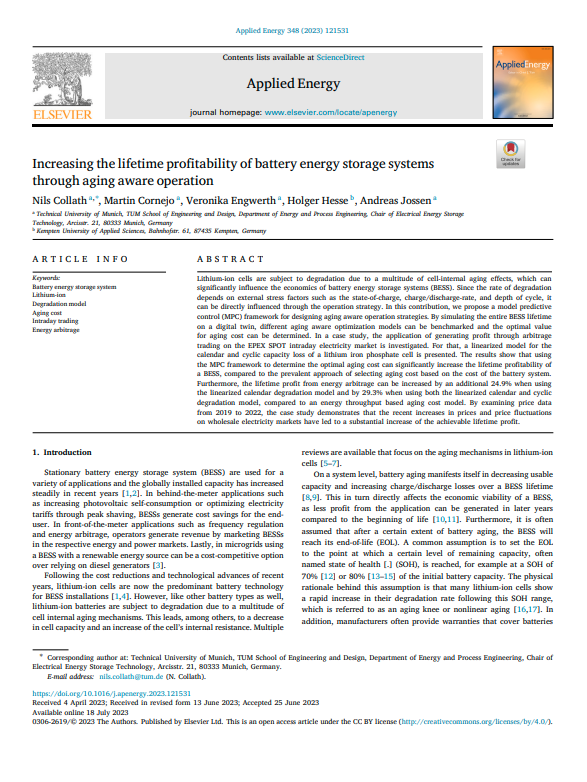 Applied Energy 348 (2023) 121531
Contents lists available at ScienceDirect
Applied Energy
journal homepage: www.elsevier.com/locate/apenergy
ELSEVIER
AppliedEnergy
Check for
updates
Increasing the lifetime profitability of battery energy storage systems
through aging aware operation
Nils Collath a,*, Martin Cornejo a, Veronika Engwerth a, Holger Hesse b, Andreas Jossen a
a Technical University of Munich, TUM School of Engineering and Design, Department of Energy and Process Engineering, Chair of Electrical Energy Storage
Technology, Arcisstr. 21, 80333 Munich, Germany
b Kempten University of Applied Sciences, Bahnhofstr. 61, 87435 Kempten, Germany
ARTICLE INFO
Keywords:
Battery energy storage system
Lithium-ion
Degradation model
Aging cost
Intraday trading
Energy arbitrage
ABSTRACT
Lithium-ion cells are subject to degradation due to a multitude of cell-internal aging effects, which can
significantly influence the economics of battery energy storage systems (BESS). Since the rate of degradation
depends on external stress factors such as the state-of-charge, charge/discharge-rate, and depth of cycle, it
can be directly influenced through the operation strategy. In this contribution, we propose a model predictive
control (MPC) framework for designing aging aware operation strategies. By simulating the entire BESS lifetime
on a digital twin, different aging aware optimization models can be benchmarked and the optimal value
for aging cost can be determined. In a case study, the application of generating profit through arbitrage
trading on the EPEX SPOT intraday electricity market is investigated. For that, a linearized model for the
calendar and cyclic capacity loss of a lithium iron phosphate cell is presented. The results show that using
the MPC framework to determine the optimal aging cost can significantly increase the lifetime profitability of
a BESS, compared to the prevalent approach of selecting aging cost based on the cost of the battery system.
Furthermore, the lifetime profit from energy arbitrage can be increased by an additional 24.9% when using
the linearized calendar degradation model and by 29.3% when using both the linearized calendar and cyclic
degradation model, compared to an energy throughput based aging cost model. By examining price data
from 2019 to 2022, the case study demonstrates that the recent increases in prices and price fluctuations
on wholesale electricity markets have led to a substantial increase of the achievable lifetime profit.
1. Introduction
Stationary battery energy storage system (BESS) are used for a
variety of applications and the globally installed capacity has increased
steadily in recent years [1,2]. In behind-the-meter applications such
as increasing photovoltaic self-consumption or optimizing electricity
tariffs through peak shaving, BESSs generate cost savings for the end-
user. In front-of-the-meter applications such as frequency regulation
and energy arbitrage, operators generate revenue by marketing BESSs
in the respective energy and power markets. Lastly, in microgrids using
a BESS with a renewable energy source can be a cost-competitive option
over relying on diesel generators [3].
Following the cost reductions and technological advances of recent
years, lithium-ion cells are now the predominant battery technology
for BESS installations [1,4]. However, like other battery types as well,
lithium-ion batteries are subject to degradation due to a multitude of
cell internal aging mechanisms. This leads, among others, to a decrease
in cell capacity and an increase of the cell's internal resistance. Multiple
reviews are available that focus on the aging mechanisms in lithium-ion
cells [5–7].
On a system level, battery aging manifests itself in decreasing usable
capacity and increasing charge/discharge losses over a BESS lifetime
[8,9]. This in turn directly affects the economic viability of a BESS,
as less profit from the application can be generated in later years
compared to the beginning of life [10,11]. Furthermore, it is often
assumed that after a certain extent of battery aging, the BESS will
reach its end-of-life (EOL). A common assumption is to set the EOL
to the point at which a certain level of remaining capacity, often
named state of health [.] (SOH), is reached, for example at a SOH of
70% [12] or 80% [13–15] of the initial battery capacity. The physical
rationale behind this assumption is that many lithium-ion cells show
a rapid increase in their degradation rate following this SOH range,
which is referred to as an aging knee or nonlinear aging [16,17]. In
addition, manufacturers often provide warranties that cover batteries
* Corresponding author at: Technical University of Munich, TUM School of Engineering and Design, Department of Energy and Process Engineering, Chair of
Electrical Energy Storage Technology, Arcisstr. 21, 80333 Munich, Germany.
E-mail address: nils.collath@tum.de (N. Collath).
https://doi.org/10.1016/j.apenergy.2023.121531
Received 4 April 2023; Received in revised form 13 June 2023; Accepted 25 June 2023
Available online 18 July 2023
0306-2619/© 2023 The Authors. Published by Elsevier Ltd. This is an open access article under the CC BY license (http://creativecommons.org/licenses/by/4.0/).